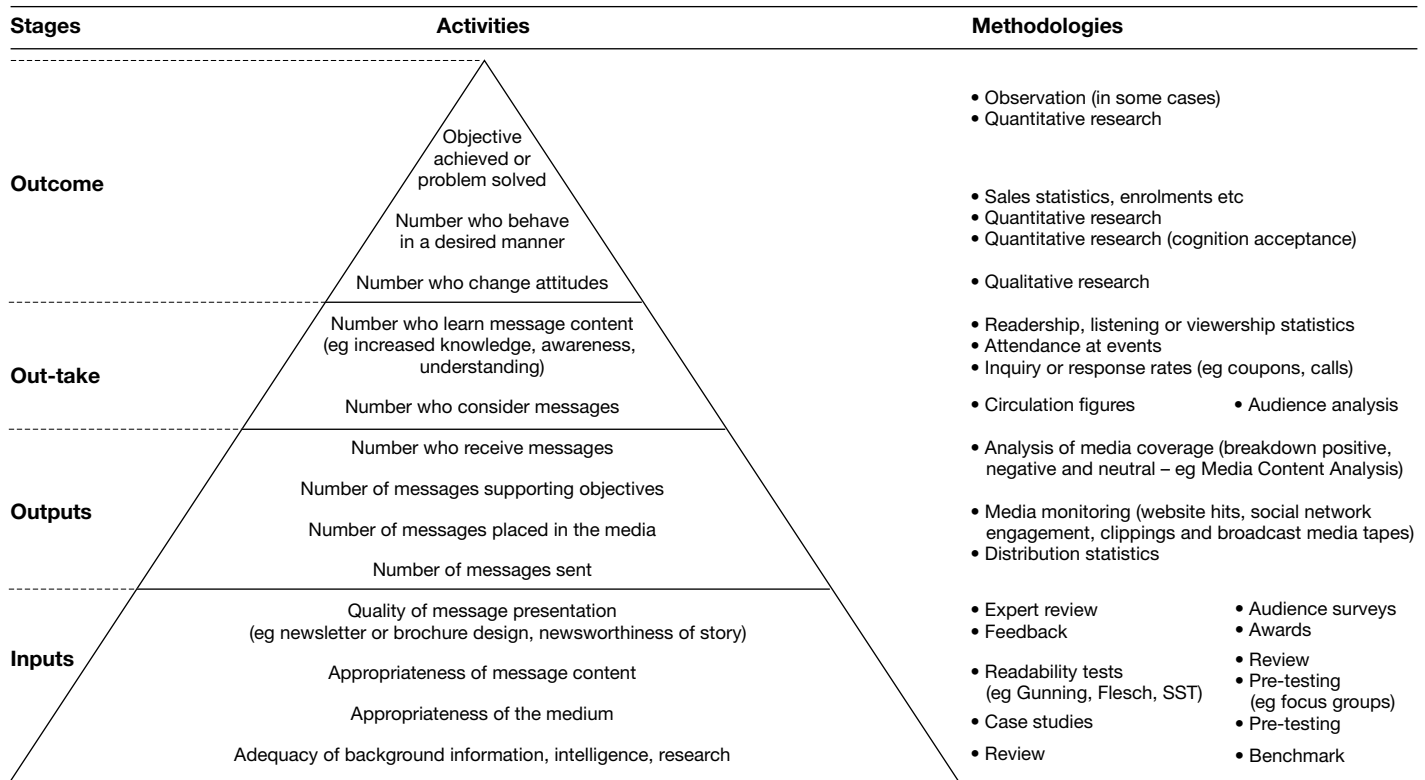 Stages Activities Methodologies
• Observation (in some cases)
• Quantitative research
Objective
achieved or
problem solved
Outcome
• Sales statistics, enrolments etc
Number who behave
in a desired manner
• Quantitative research
• Quantitative research (cognition acceptance)
Number who change attitudes
• Qualitative research
Number who learn message content
(eg increased knowledge, awareness,
understanding)
• Readership, listening or viewership statistics
• Attendance at events
• Inquiry or response rates (eg coupons, calls)
Out-take
Number who consider messages
• Circulation figures • Audience analysis
Number who receive messages
• Analysis of media coverage (breakdown positive,
negative and neutral – eg Media Content Analysis)
Number of messages supporting objectives
Outputs
• Media monitoring (website hits, social network
engagement, clippings and broadcast media tapes)
Number of messages placed in the media
• Distribution statistics
Number of messages sent
Quality of message presentation
(eg newsletter or brochure design, newsworthiness of story)
• Expert review • Audience surveys
• Feedback • Awards
Inputs
Appropriateness of message content
• Readability tests
(eg Gunning, Flesch, SST)
• Review
• Pre-testing
(eg focus groups)
Appropriateness of the medium
• Case studies • Pre-testing
Adequacy of background information, intelligence, research
• Review • Benchmark